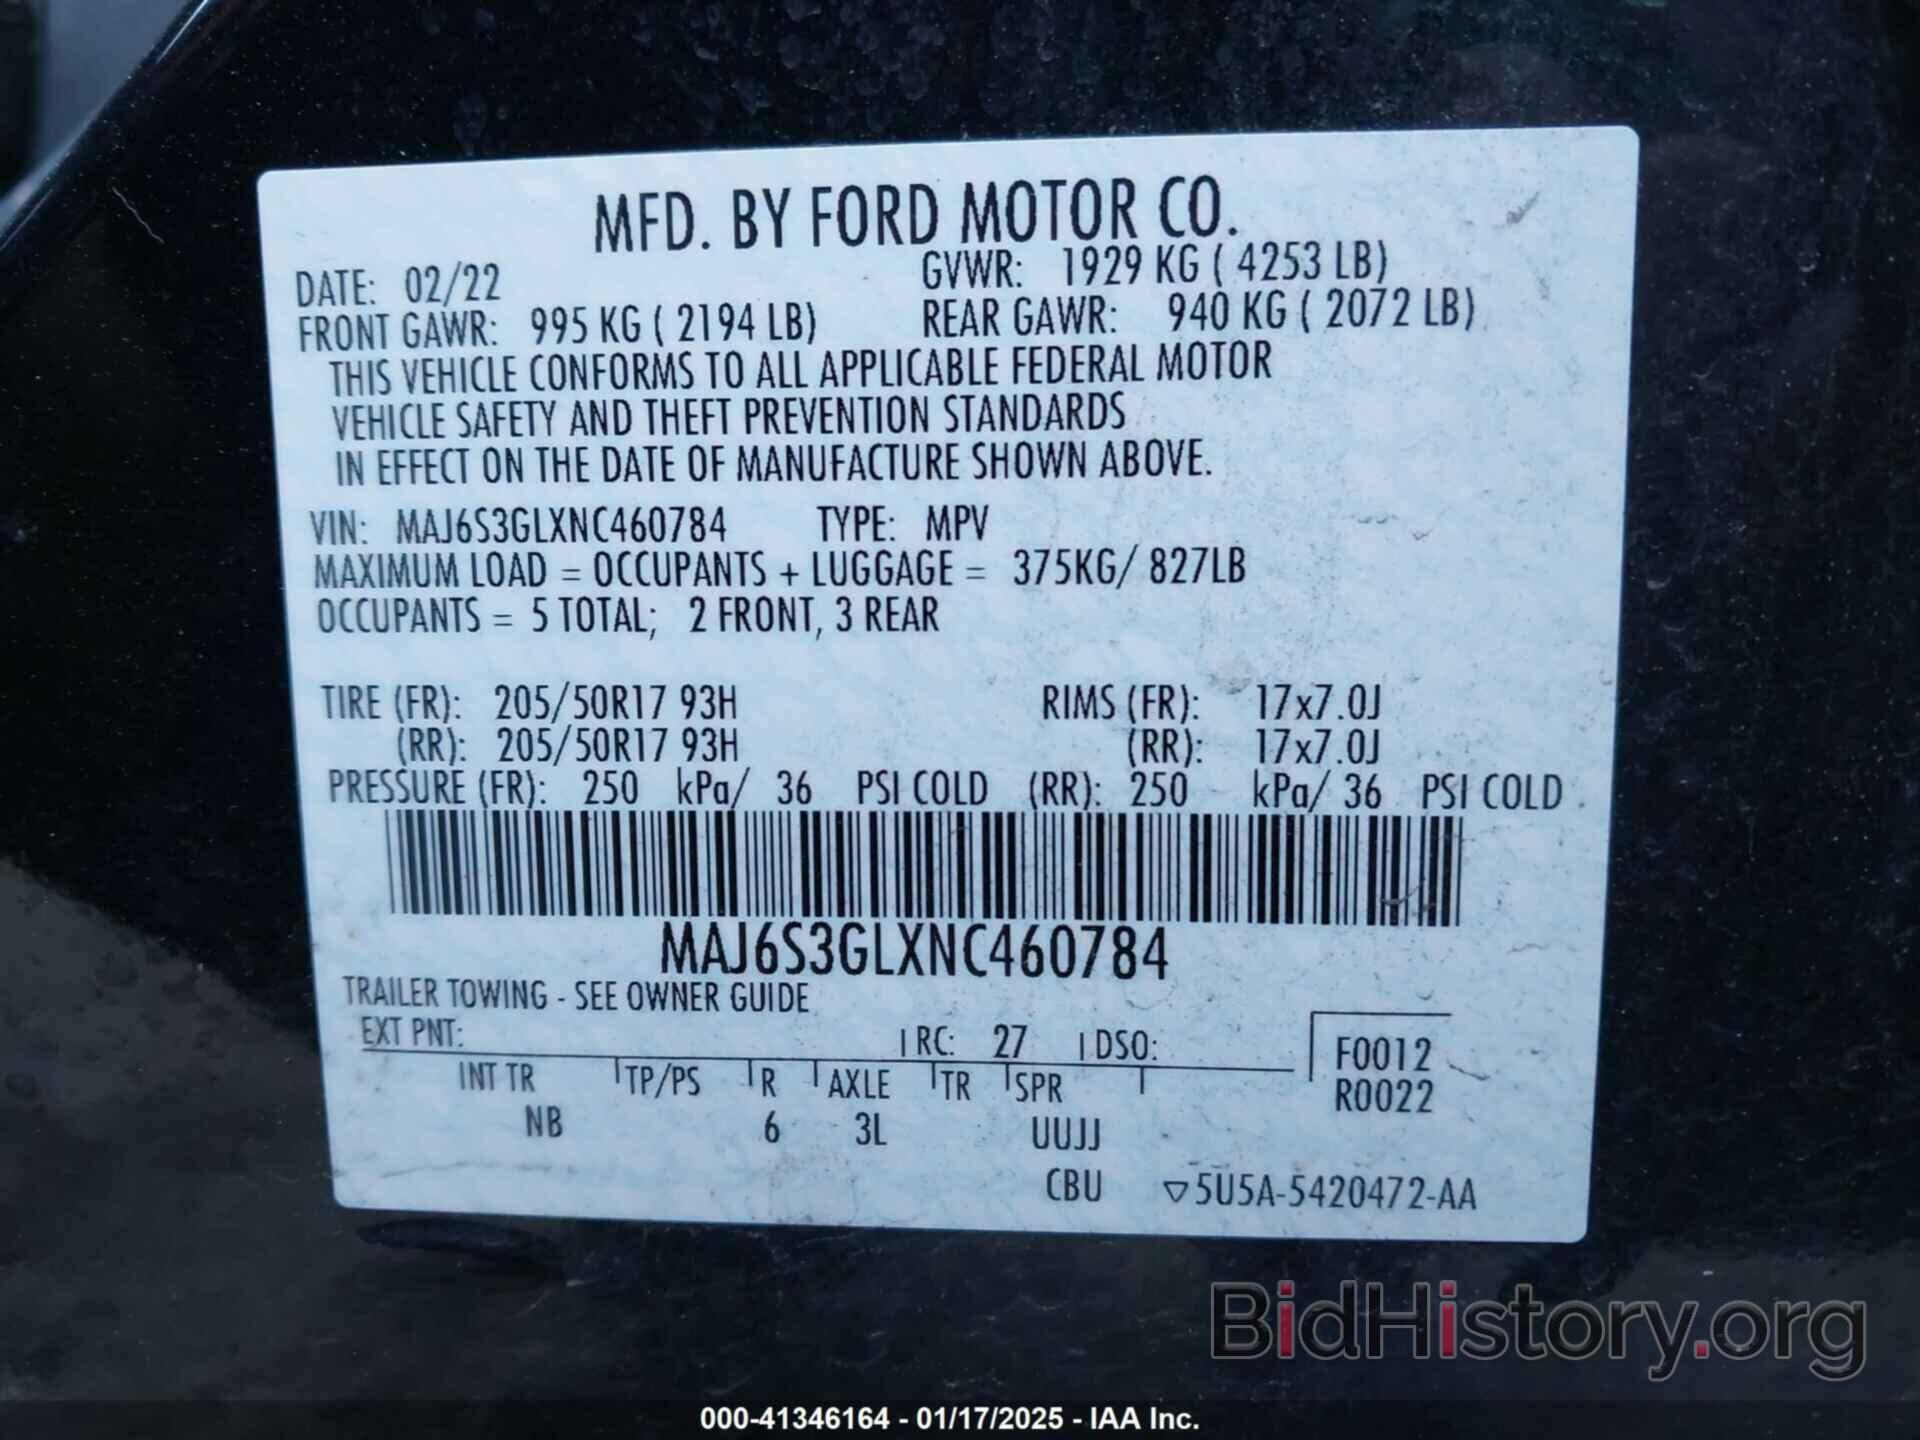 MFD. BY FORD MOTOR CO.
DATE: 02/22 GVWR: 1929 KG ( 4253 LB)
FRONT GAWR: 995 KG ( 2194 LB) REAR GAWR: 940 KG ( 2072 LB)
THIS VEHICLE CONFORMS TO ALL APPLICABLE FEDERAL MOTOR
VEHICLE SAFETY AND THEFT PREVENTION STANDARDS
IN EFFECT ON THE DATE OF MANUFACTURE SHOWN ABOVE.
VIN: MAJ6S3GLXNC460784 TYPE: MPV
MAXIMUM LOAD = OCCUPANTS + LUGGAGE = 375KG/ 827LB
OCCUPANTS = 5 TOTAL; 2 FRONT, 3 REAR
TIRE (FR): 205/50R17 93H RIMS (FR): 17x7.0J
(RR): 205/50R17 93H (RR): 17x7.0J
PRESSURE (FR): 250 kPa/ 36 PSI COLD (RR): 250 kPa/ 36 PSI COLD
MAJ6S3GLXNC460784
TRAILER TOWING - SEE OWNER GUIDE
EXT PNT: RC: 27 DSO: F0012
INT TR TP/PS R AXLE TR SPR R0022
NB 6 3L UUJJ
CBU ▽5U5A-5420472-AA
BidHistory.org
000-41346164 - 01/17/2025 - IAA Inc.